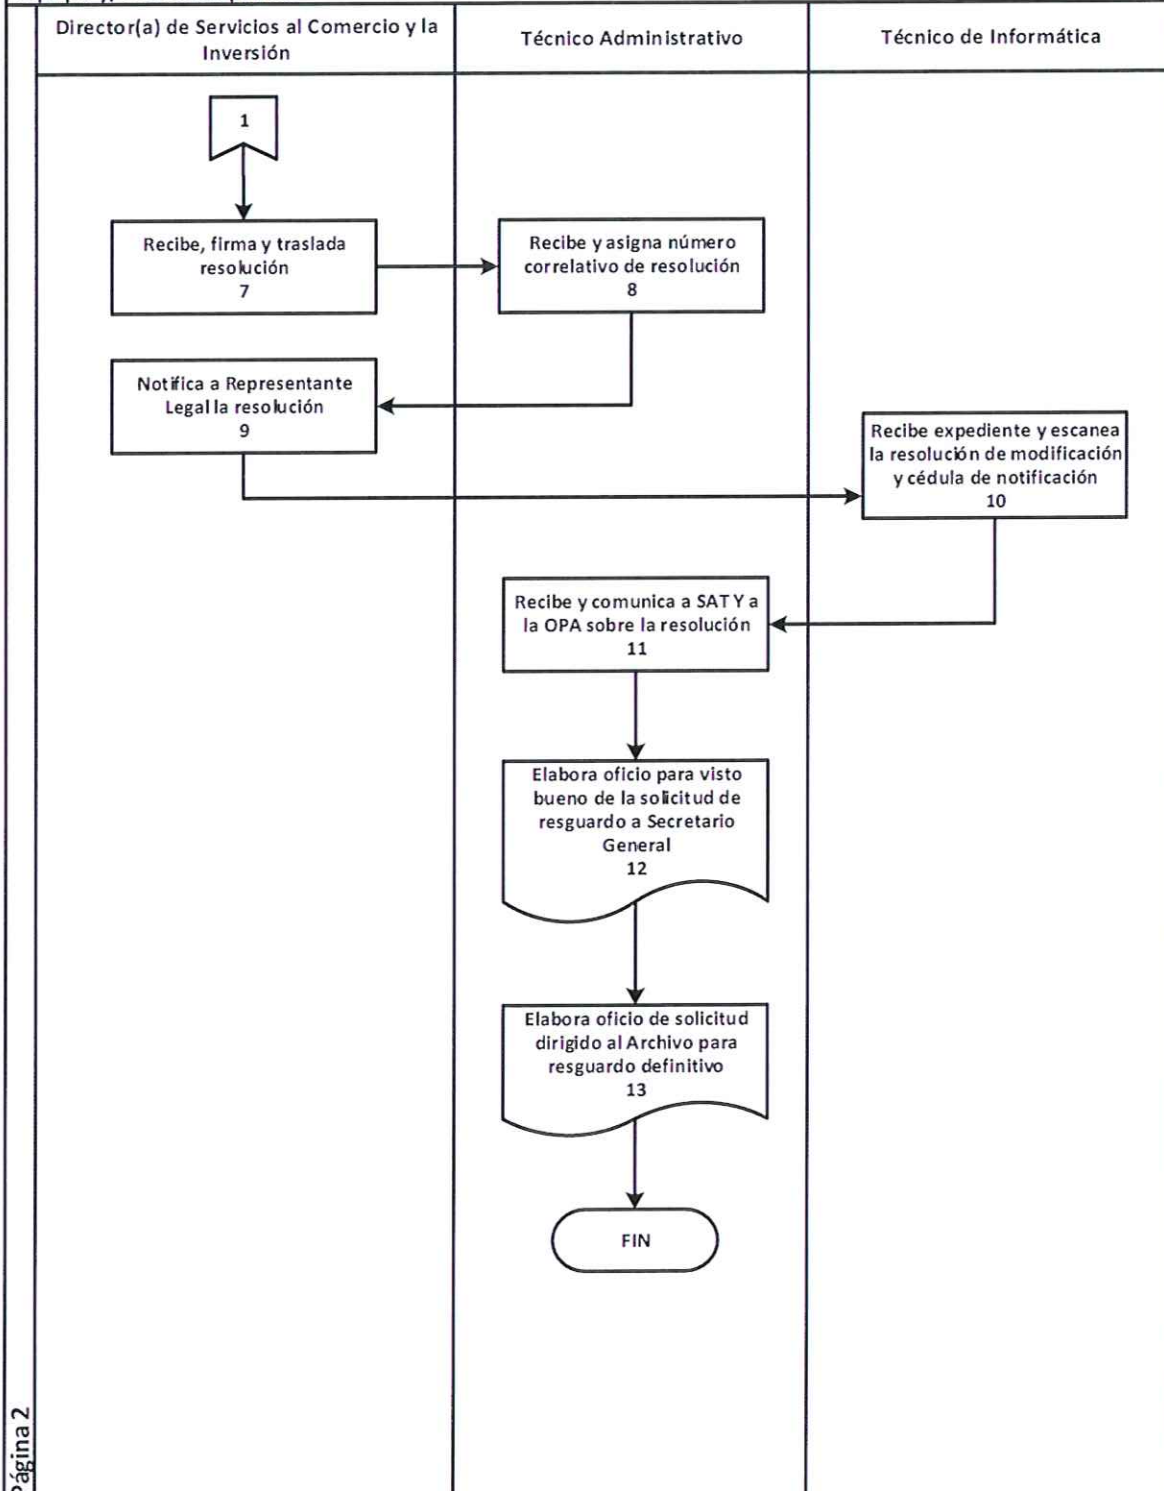 Director(a) de Servicios al Comercio y la
Inversión
Técnico Administrativo
Técnico de Informática
1
Recibe, firma y traslada
resolución
7
Recibe y asigna número
correlativo de resolución
8
Notifica a Representante
Legal la resolución
9
Recibe expediente y escanea
la resolución de modificación
y cédula de notificación
10
Recibe y comunica a SAT Y a
la OPA sobre la resolución
11
Elabora oficio para visto
bueno de la solicitud de
resguardo a Secretario
General
12
Elabora oficio de solicitud
dirigido al Archivo para
resguardo definitivo
13
FIN
Página 2